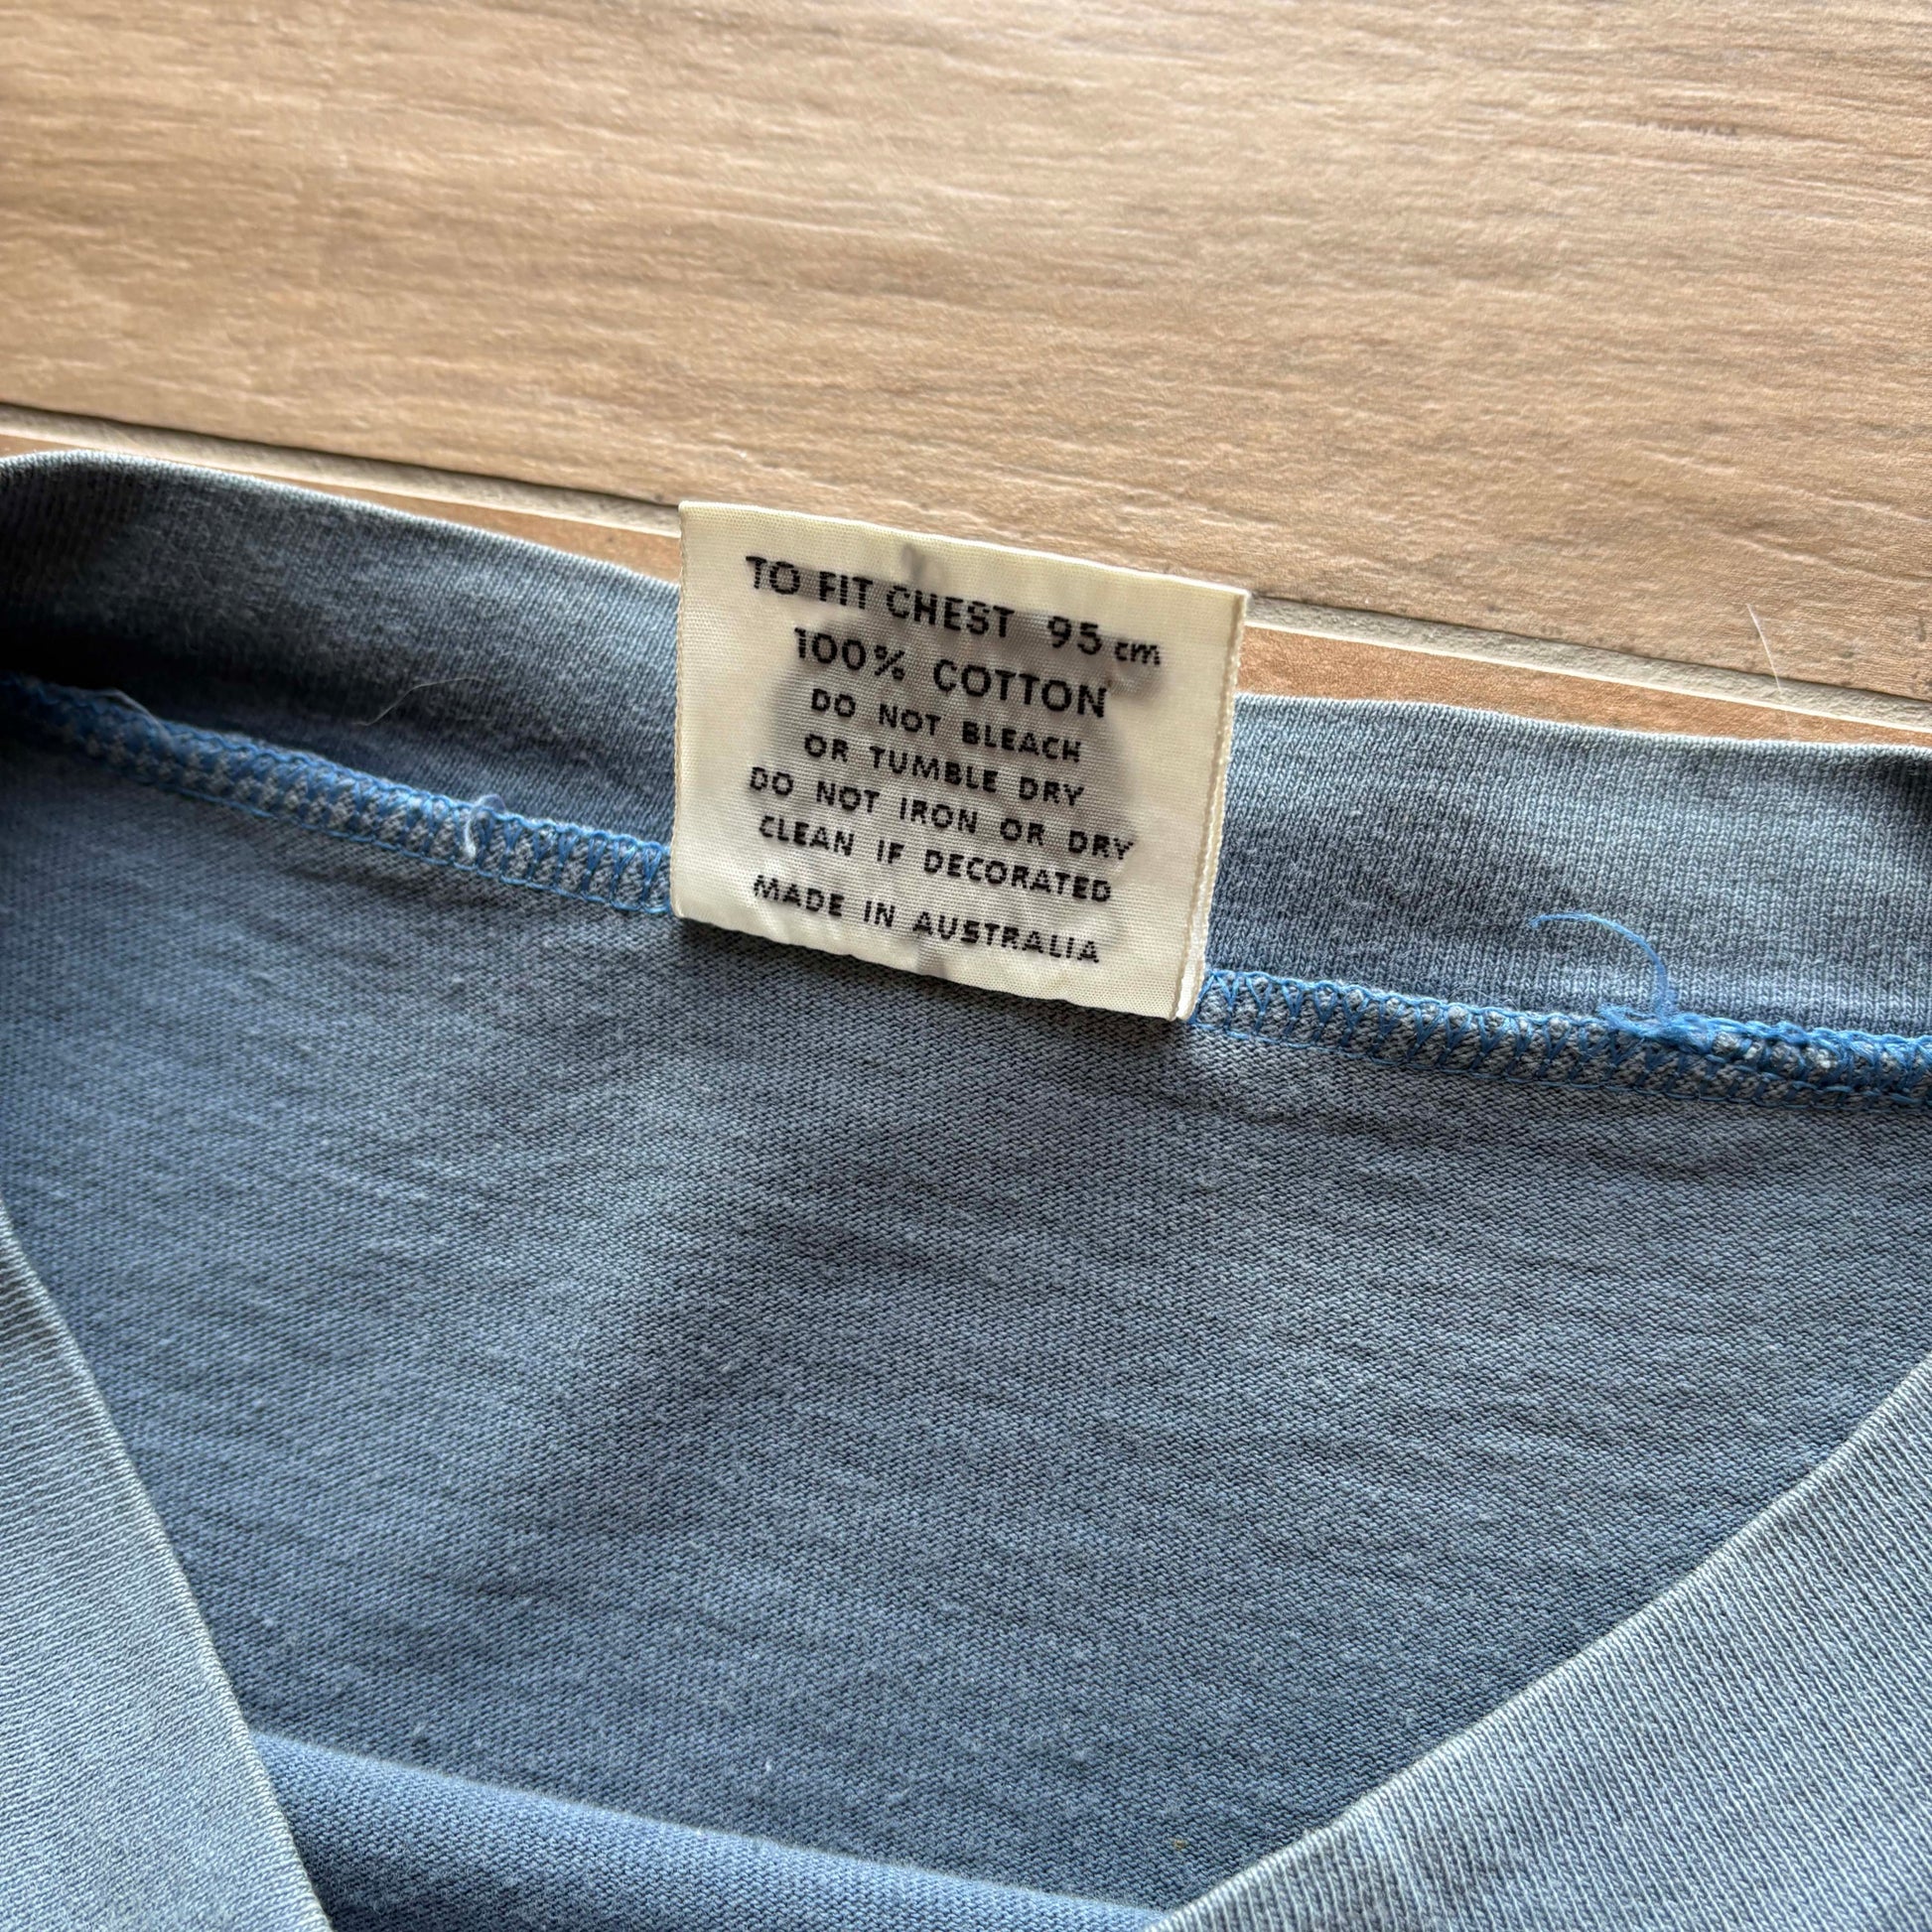 TO FIT CHEST 95 cm
100% COTTON
DO NOT BLEACH
OR TUMBLE DRY
DO NOT IRON OR DRY
CLEAN IF DECORATED
MADE IN AUSTRALIA